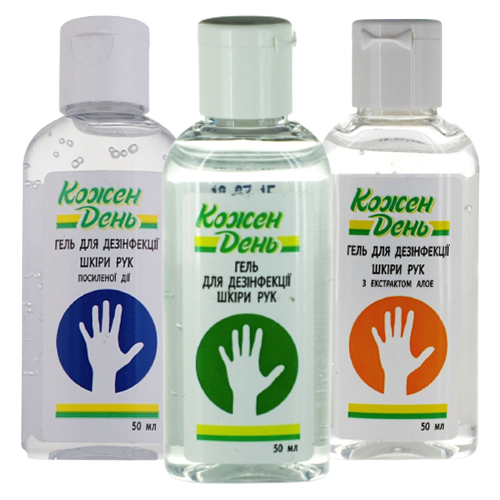 Кожен
День
ГЕЛЬ ДЛЯ ДЕЗІНФЕКЦІЇ
ШКІРИ РУК
ПОСИЛЕНОЇ ДІЇ
50 мл
Кожен
День
ГЕЛЬ
ДЛЯ ДЕЗІНФЕКЦІЇ
ШКІРИ РУК
50 мл
Кожен
День
ГЕЛЬ ДЛЯ ДЕЗІНФЕКЦІЇ
ШКІРИ РУК
З ЕКСТРАКТОМ АЛОЕ
50 мл